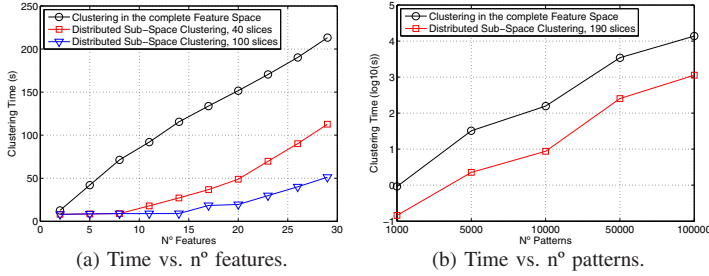 250
200
150
100
50
0
0
5
10
15
20
25
30
Clustering Time (s)
Nº Features
Clustering in the complete Feature Space
Distributed Sub−Space Clustering, 40 slices
Distributed Sub−Space Clustering, 100 slices
(a) Time vs. nº features.
5
4
3
2
1
0
−1
1000
5000
10000
50000
100000
Clustering Time (log10(s))
Nº Patterns
Clustering in the complete Feature Space
Distributed Sub−Space Clustering, 190 slices
(b) Time vs. nº patterns.